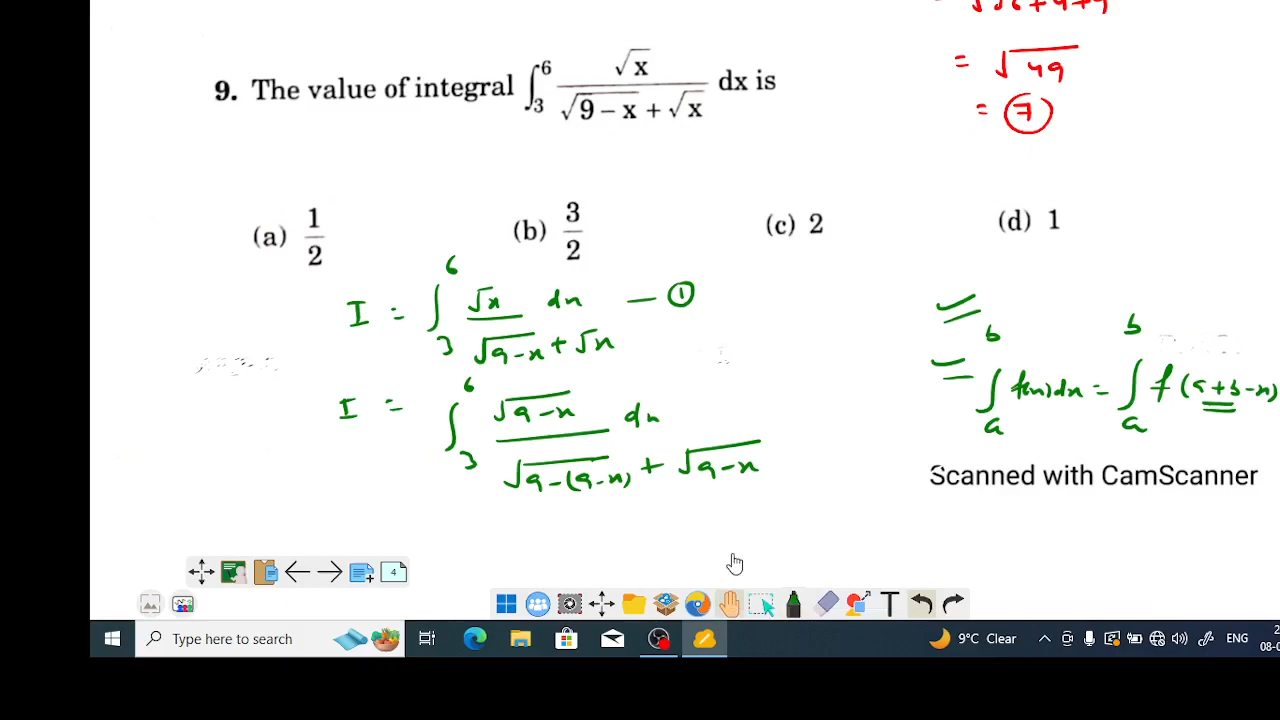 = √49
= 7
9. The value of integral ∫₃⁶ √x / (√(9 – x) + √x) dx is
(a) 1/2 (b) 3/2 (c) 2 (d) 1
I = ∫₃⁶ √x / (√(9-x) + √x) dx — ①
I = ∫₃⁶ √(9-x) / (√(9-(9-x)) + √(9-x)) dx
∫ₐᵇ f(x)dx = ∫ₐᵇ f(a+b-x)
Scanned with CamScanner
4
Type here to search
9°C Clear
ENG